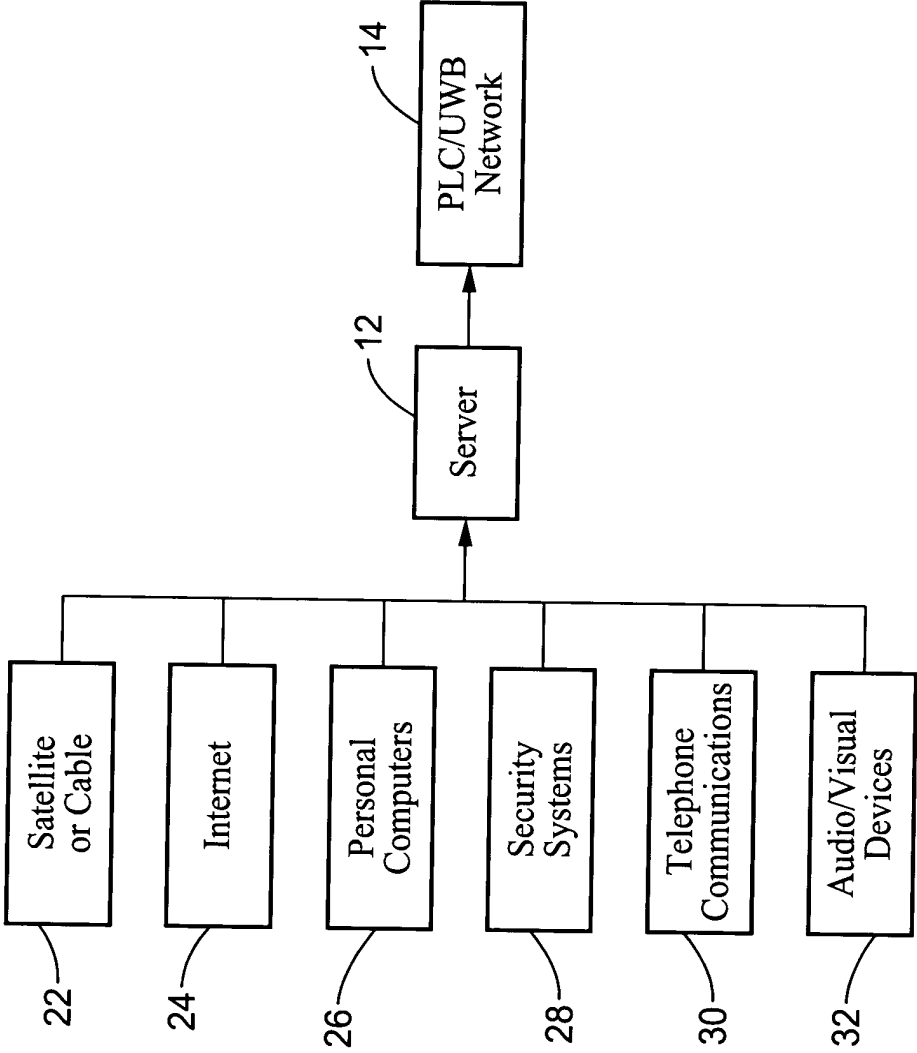 22
Satellite
or Cable
24
Internet
26
Personal
Computers
28
Security
Systems
30
Telephone
Communications
32
Audio/Visual
Devices
12
Server
14
PLC/UWB
Network